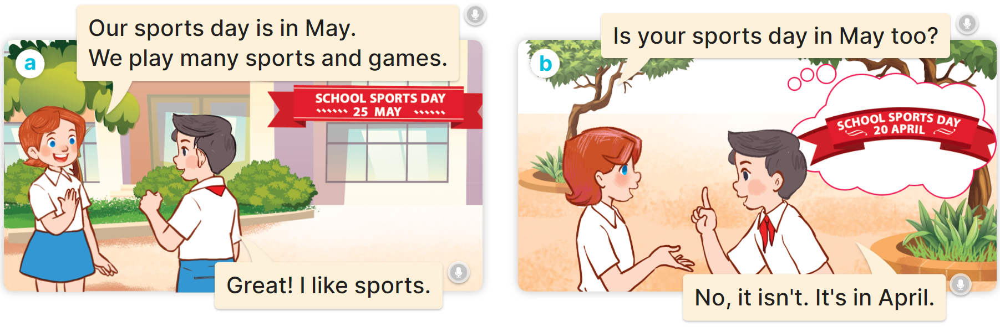 Our sports day is in May.
We play many sports and games.
a
SCHOOL SPORTS DAY
25 MAY
Great! I like sports.
Is your sports day in May too?
b
SCHOOL SPORTS DAY
20 APRIL
No, it isn't. It's in April.